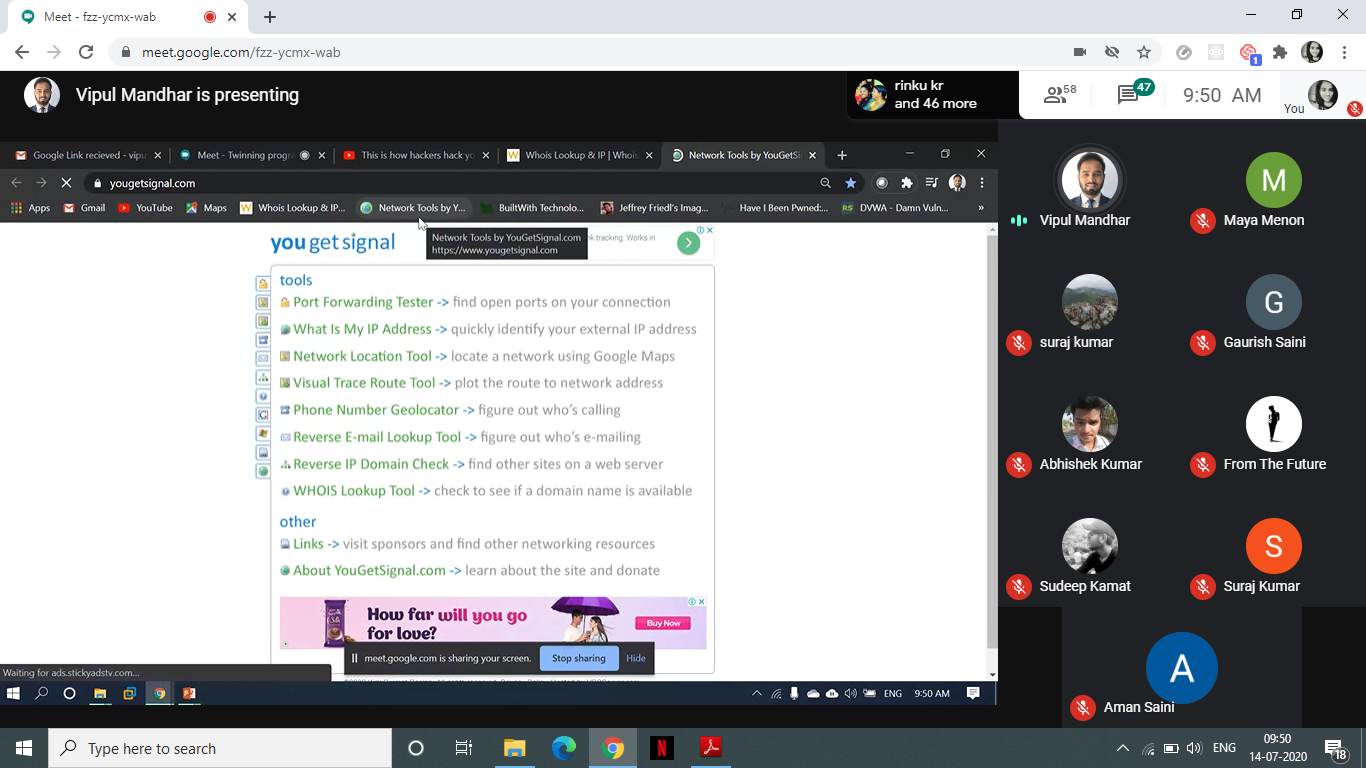 Meet - fzz-ycmx-wab
meet.google.com/fzz-ycmx-wab
1
Vipul Mandhar is presenting
rinku kr
and 46 more
58
47
9:50 AM
You
Google Link recieved - vipu
Meet - Twinning progra
This is how hackers hack yo
Whois Lookup & IP | Whois
Network Tools by YouGetSi
yougetsignal.com
Apps
Gmail
YouTube
Maps
Whois Lookup & IP...
Network Tools by Y...
BuiltWith Technolo...
Jeffrey Friedl's Imag...
Have I Been Pwned:...
DVWA - Damn Vuln...
»
you get signal
Network Tools by YouGetSignal.com
https://www.yougetsignal.com
tracking. Works in
tools
Port Forwarding Tester -> find open ports on your connection
What Is My IP Address -> quickly identify your external IP address
Network Location Tool -> locate a network using Google Maps
Visual Trace Route Tool -> plot the route to network address
Phone Number Geolocator -> figure out who's calling
Reverse E-mail Lookup Tool -> figure out who's e-mailing
Reverse IP Domain Check -> find other sites on a web server
WHOIS Lookup Tool -> check to see if a domain name is available
other
Links -> visit sponsors and find other networking resources
About YouGetSignal.com -> learn about the site and donate
How far will you go
for love?
Buy Now
meet.google.com is sharing your screen.
Stop sharing
Hide
Waiting for ads.stickyadstv.com...
ENG
9:50 AM
Vipul Mandhar
M
Maya Menon
suraj kumar
G
Gaurish Saini
Abhishek Kumar
From The Future
Sudeep Kamat
S
Suraj Kumar
A
Aman Saini
Type here to search
N
ENG
09:50
14-07-2020
18